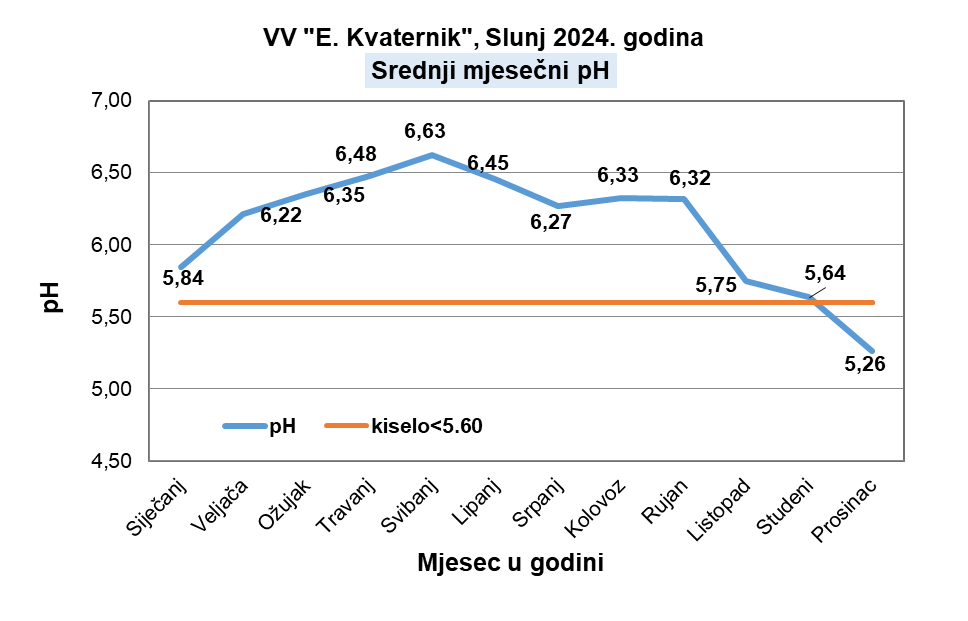 VV "E. Kvaternik", Slunj 2024. godina
Srednji mjesečni pH
7,00
6,50
6,00
5,50
5,00
4,50
pH
5,84
6,22
6,35
6,48
6,63
6,45
6,27
6,33
6,32
5,75
5,64
5,26
pH
kiselo<5.60
Siječanj
Veljača
Ožujak
Travanj
Svibanj
Lipanj
Srpanj
Kolovoz
Rujan
Listopad
Studeni
Prosinac
Mjesec u godini